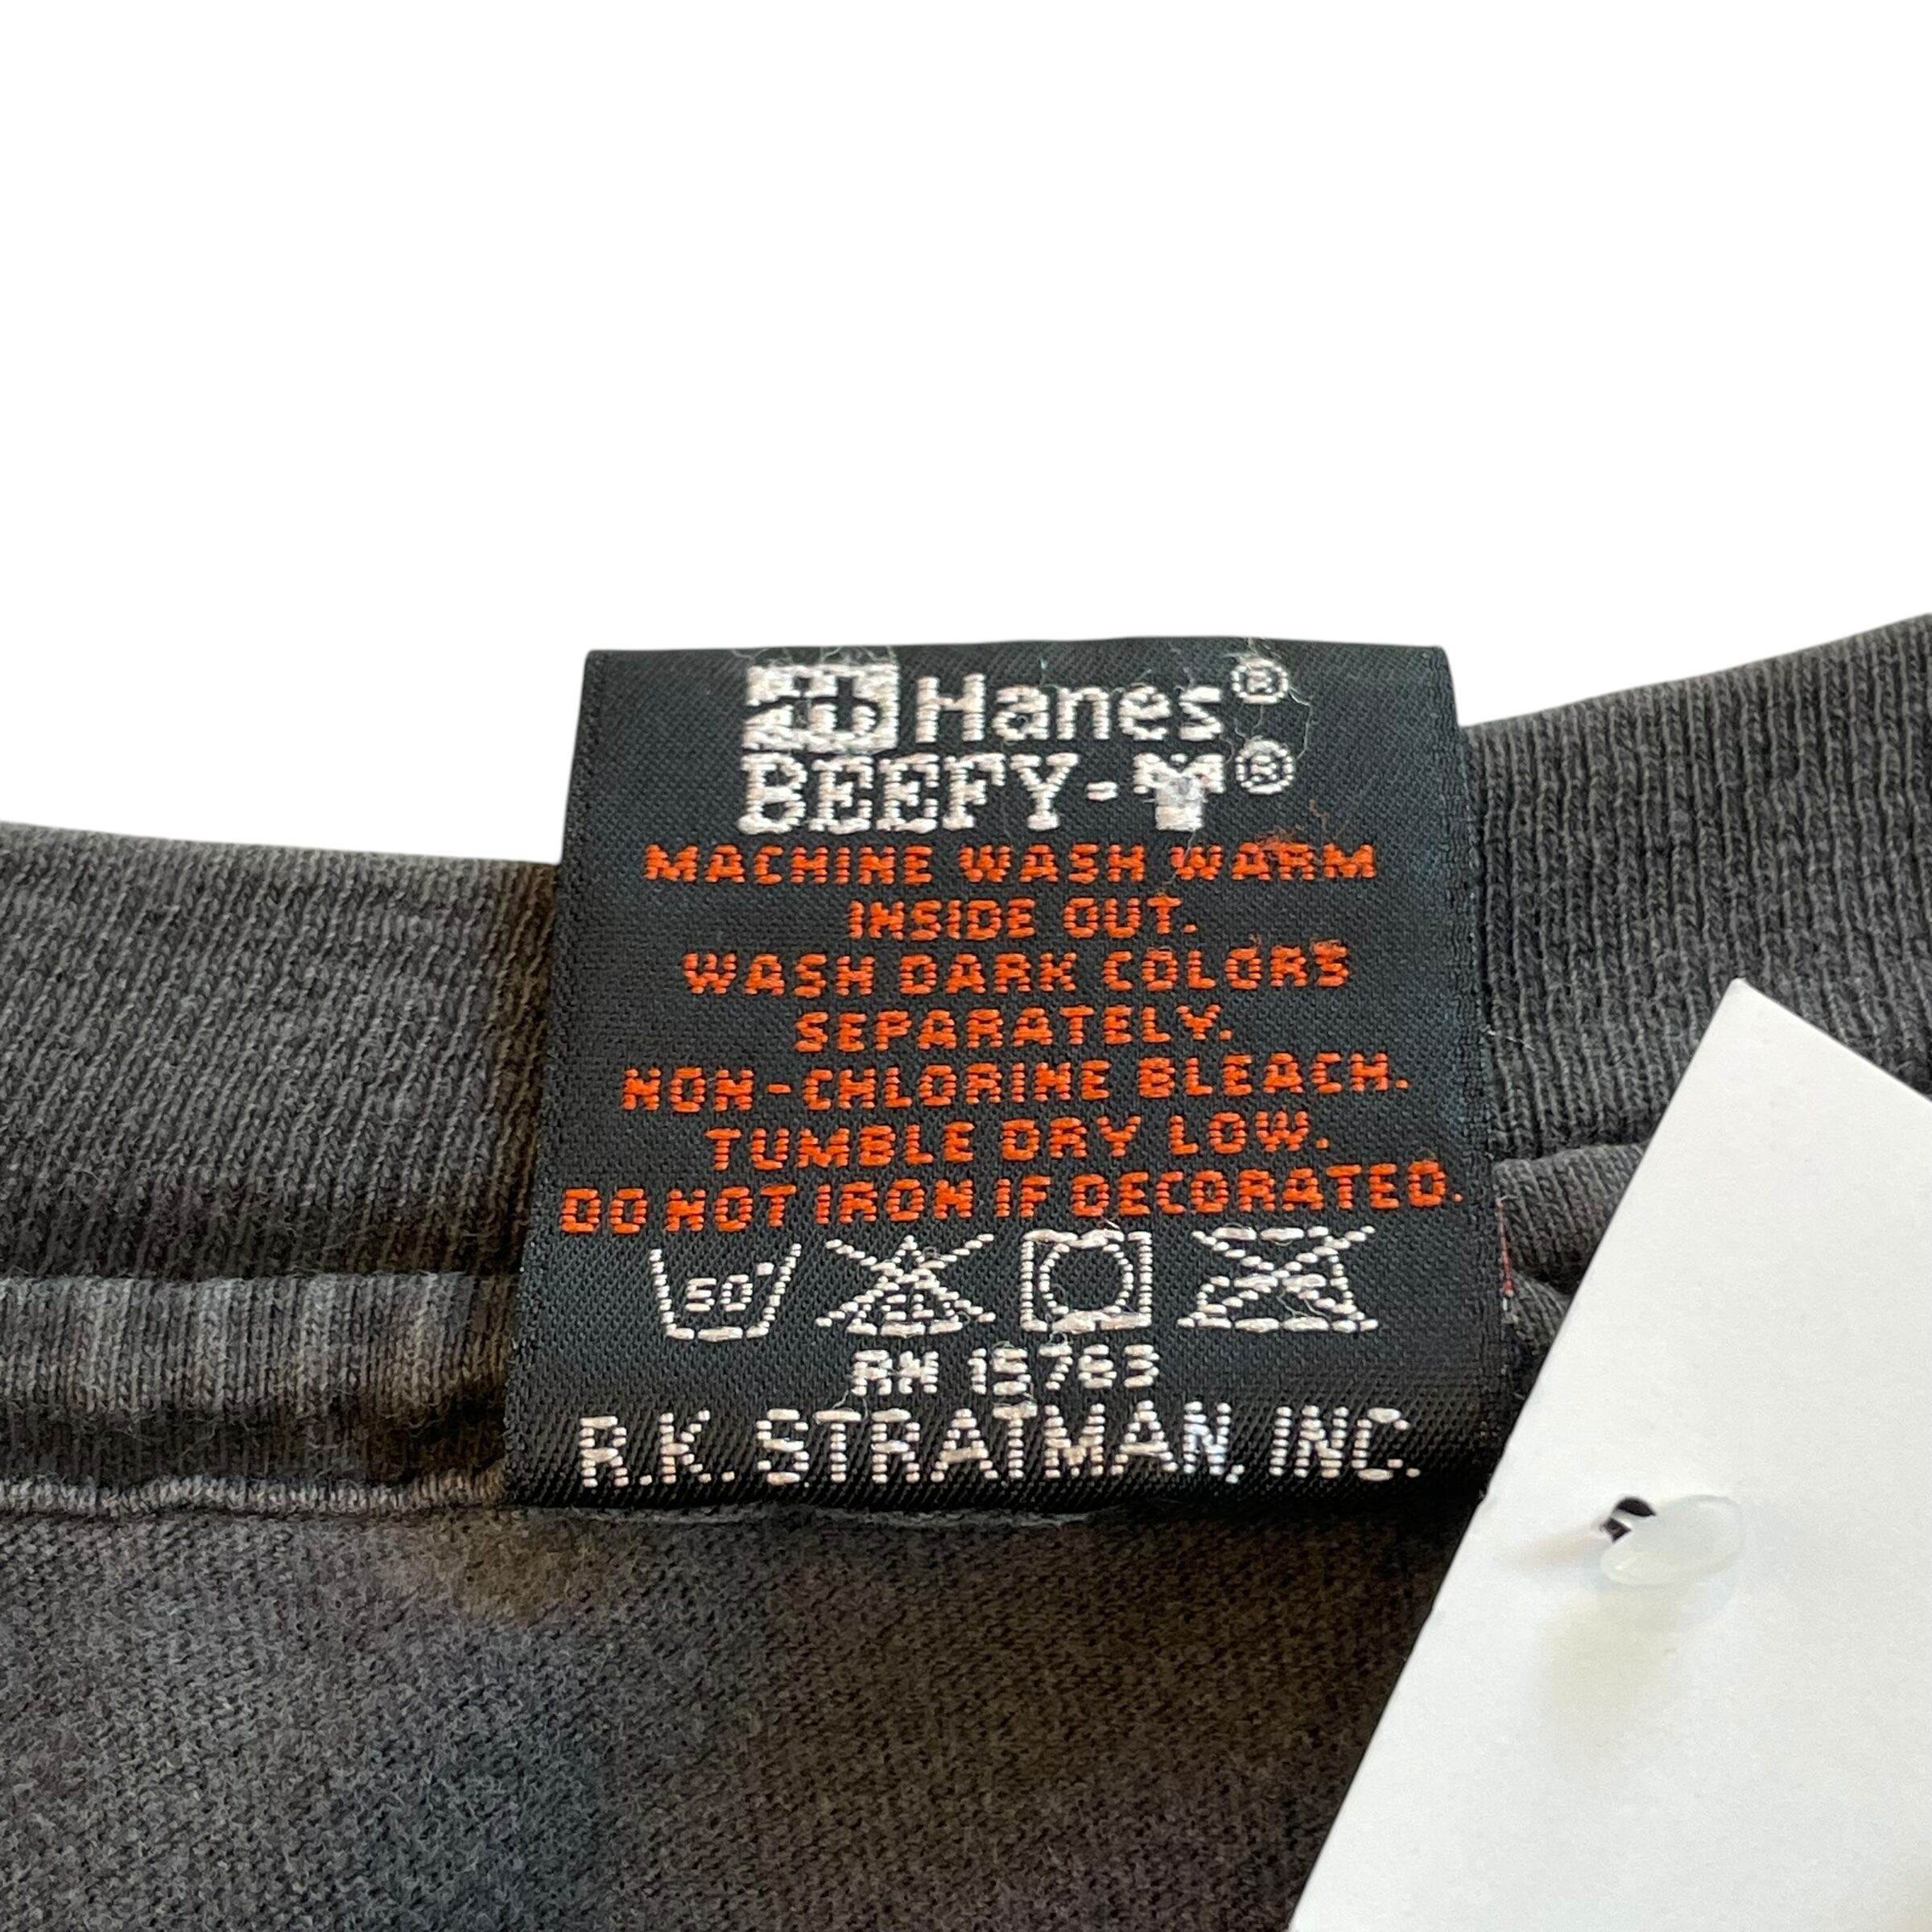 Hanes®
BEEFY-T®
MACHINE WASH WARM
INSIDE OUT.
WASH DARK COLORS
SEPARATELY.
NON-CHLORINE BLEACH.
TUMBLE DRY LOW.
DO NOT IRON IF DECORATED.
50° CL
RN 15763
R.K. STRATMAN, INC.